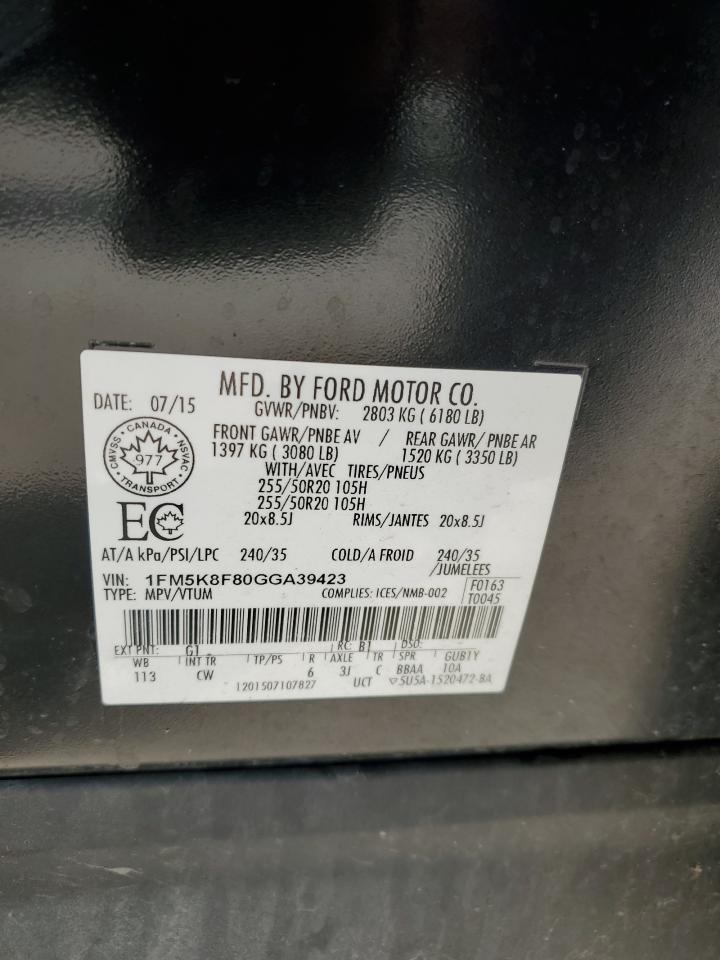 MFD. BY FORD MOTOR CO.
DATE: 07/15
GVWR/PNBV: 2803 KG ( 6180 LB)
FRONT GAWR/PNBE AV / REAR GAWR/ PNBE AR
1397 KG ( 3080 LB) 1520 KG ( 3350 LB)
CMVSS · CANADA · NSVAC
977
TRANSPORT
WITH/AVEC TIRES/PNEUS
255/50R20 105H
255/50R20 105H
EC
20x8.5J RIMS/JANTES 20x8.5J
AT/A kPa/PSI/LPC 240/35 COLD/A FROID 240/35
/JUMELEES
VIN: 1FM5K8F80GGA39423
F0163
TYPE: MPV/VTUM COMPLIES: ICES/NMB-002
T0045
EXT PNT: G1 RC: B1 DSO:
WB INT TR TP/PS R AXLE TR SPR GUB1Y
113 CW 6 3J C BBAA 10A
1201507107827 UCT ▽5U5A-1520472-BA